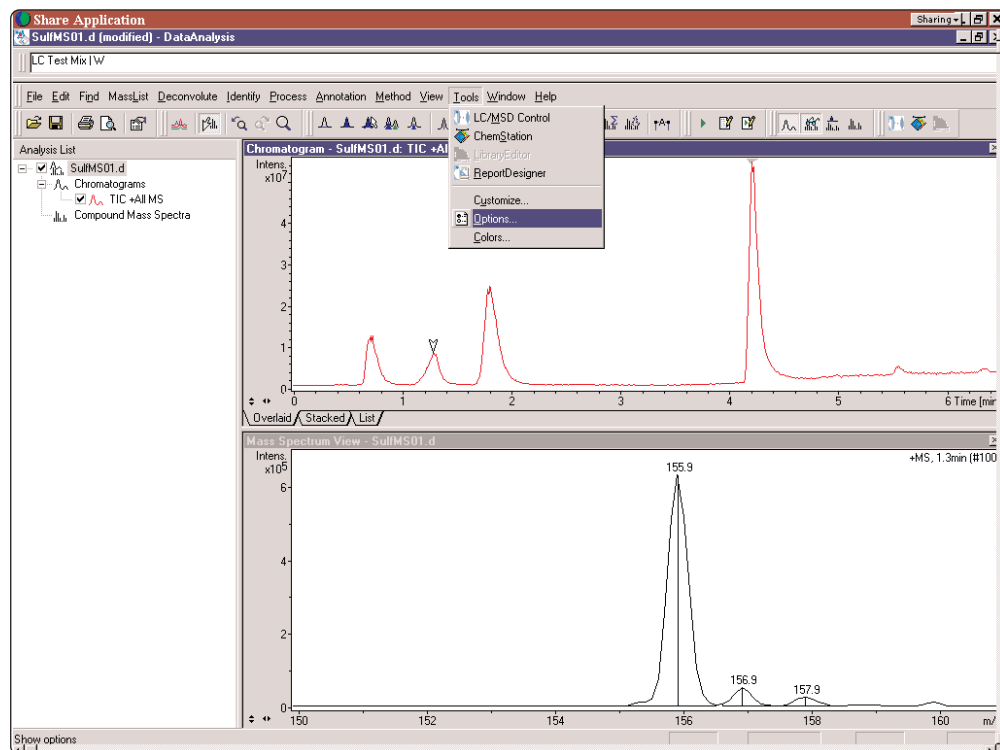 Share Application
Sharing
SulfMS01.d (modified) - DataAnalysis
LC Test Mix | W
File Edit Find MassList Deconvolute Identify Process Annotation Method View Tools Window Help
LC/MSD Control
ChemStation
LibraryEditor
ReportDesigner
Customize...
Options...
Colors...
Analysis List
SulfMS01.d
Chromatograms
TIC +All MS
Compound Mass Spectra
Chromatogram - SulfMS01.d: TIC +All
Intens.
x10⁷
4
3
2
1
0
0 1 2 3 4 5 6 Time [min
Overlaid Stacked List
Mass Spectrum View - SulfMS01.d
Intens.
x10⁵
+MS, 1.3min (#100
155.9
6
4
2
156.9
157.9
0
150 152 154 156 158 160 m/
Show options